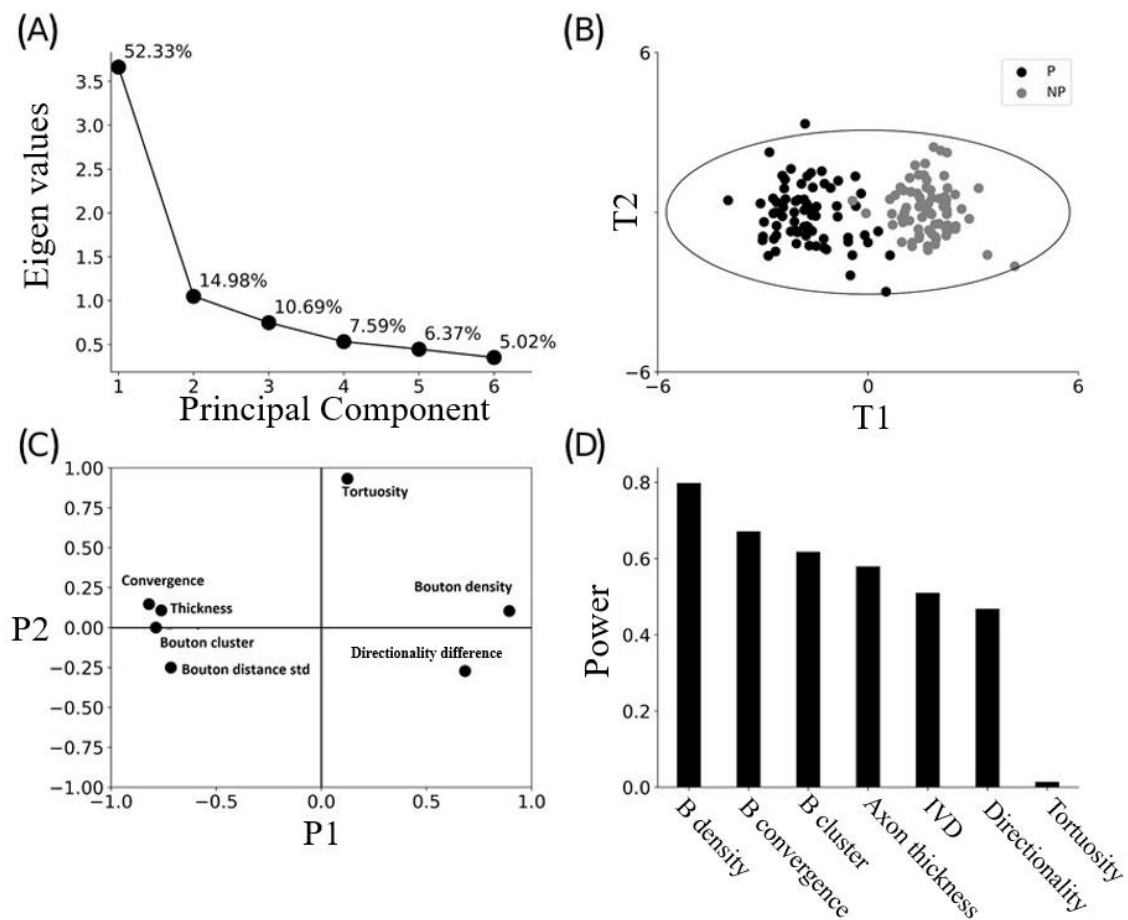 (A)
52.33%
14.98%
10.69%
7.59%
6.37%
5.02%
3.5
3.0
2.5
2.0
1.5
1.0
0.5
1 2 3 4 5 6
Eigen values
Principal Component
(B)
P
NP
6
−6
−6 0 6
T2
T1
(C)
1.00
0.75
0.50
0.25
0.00
−0.25
−0.50
−0.75
−1.00
−1.0 −0.5 0.0 0.5 1.0
P2
P1
Tortuosity
Convergence
Thickness
Bouton density
Bouton cluster
Bouton distance std
Directionality difference
(D)
0.8
0.6
0.4
0.2
0.0
Power
B density
B convergence
B cluster
Axon thickness
IVD
Directionality
Tortuosity